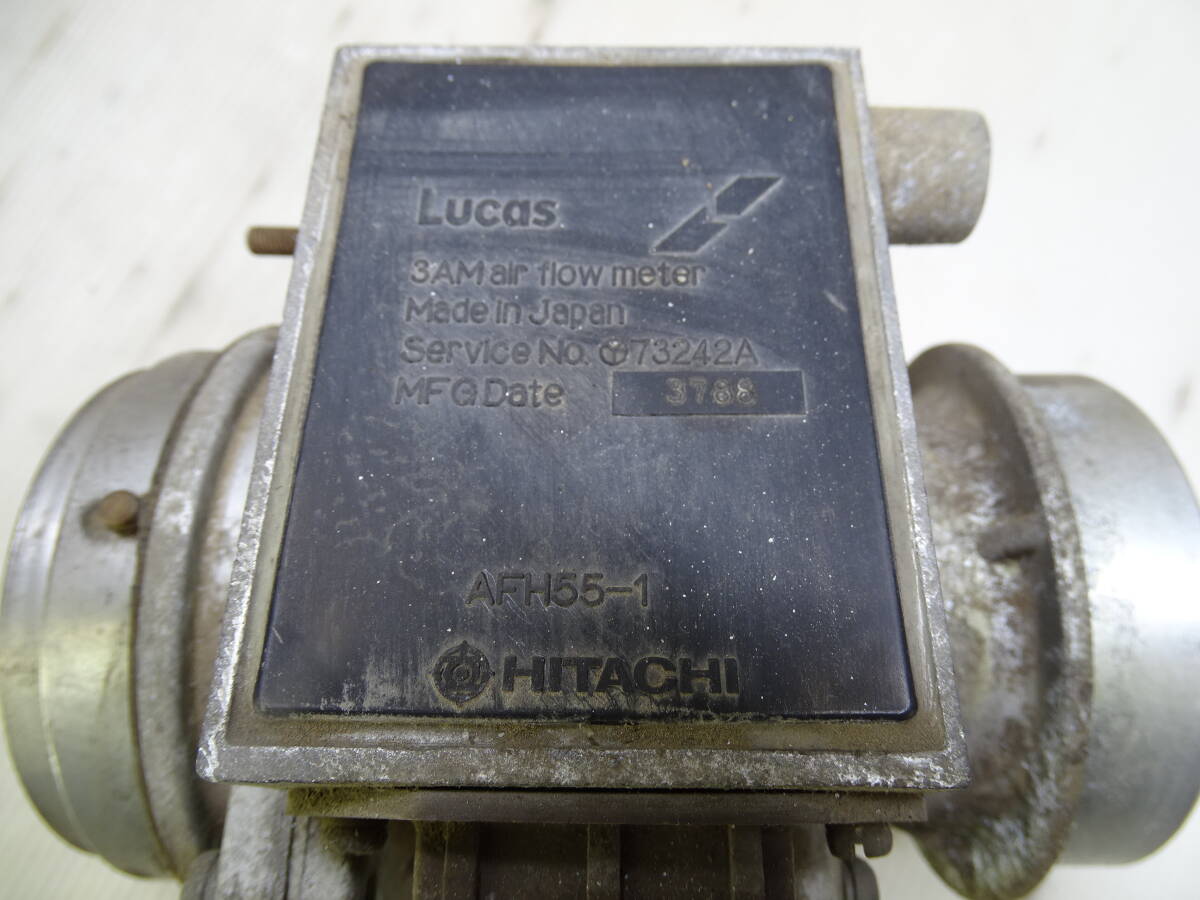 Lucas
3AM air flow meter
Made in Japan
Service No. 73242A
MFG Date 3788
AFH55-1
HITACHI